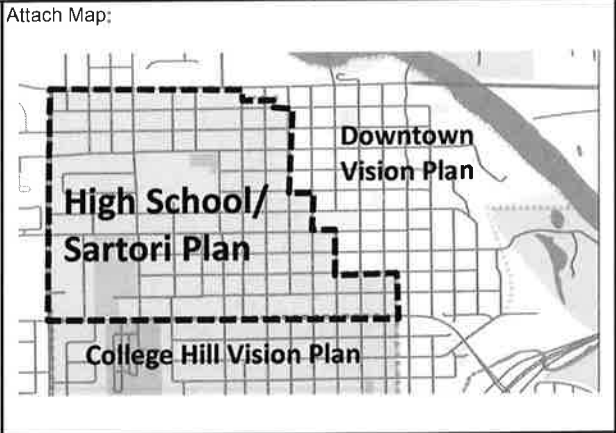 Attach Map:
Downtown
Vision Plan
High School/
Sartori Plan
College Hill Vision Plan